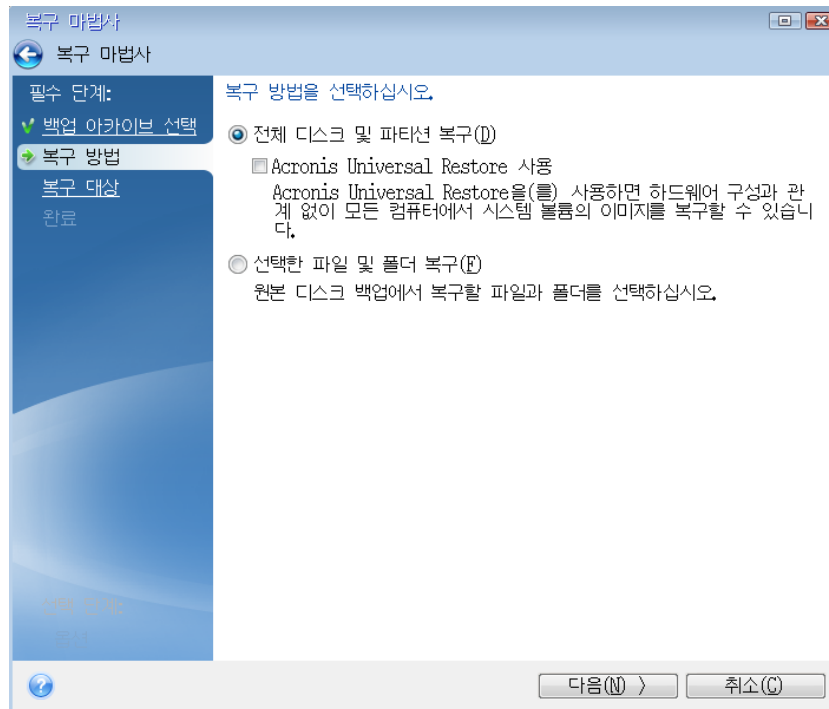 복구 마법사
복구 마법사
필수 단계:
백업 아카이브 선택
복구 방법
복구 대상
완료
선택 단계:
옵션
복구 방법을 선택하십시오.
전체 디스크 및 파티션 복구(D)
Acronis Universal Restore 사용
Acronis Universal Restore을(를) 사용하면 하드웨어 구성과 관
계 없이 모든 컴퓨터에서 시스템 볼륨의 이미지를 복구할 수 있습니
다.
선택한 파일 및 폴더 복구(F)
원본 디스크 백업에서 복구할 파일과 폴더를 선택하십시오.
다음(N) 〉
취소(C)